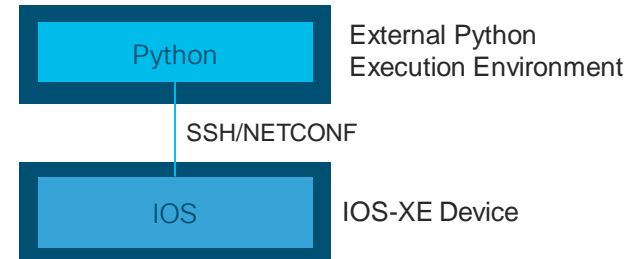 Python
External Python
Execution Environment
SSH/NETCONF
IOS
IOS-XE Device